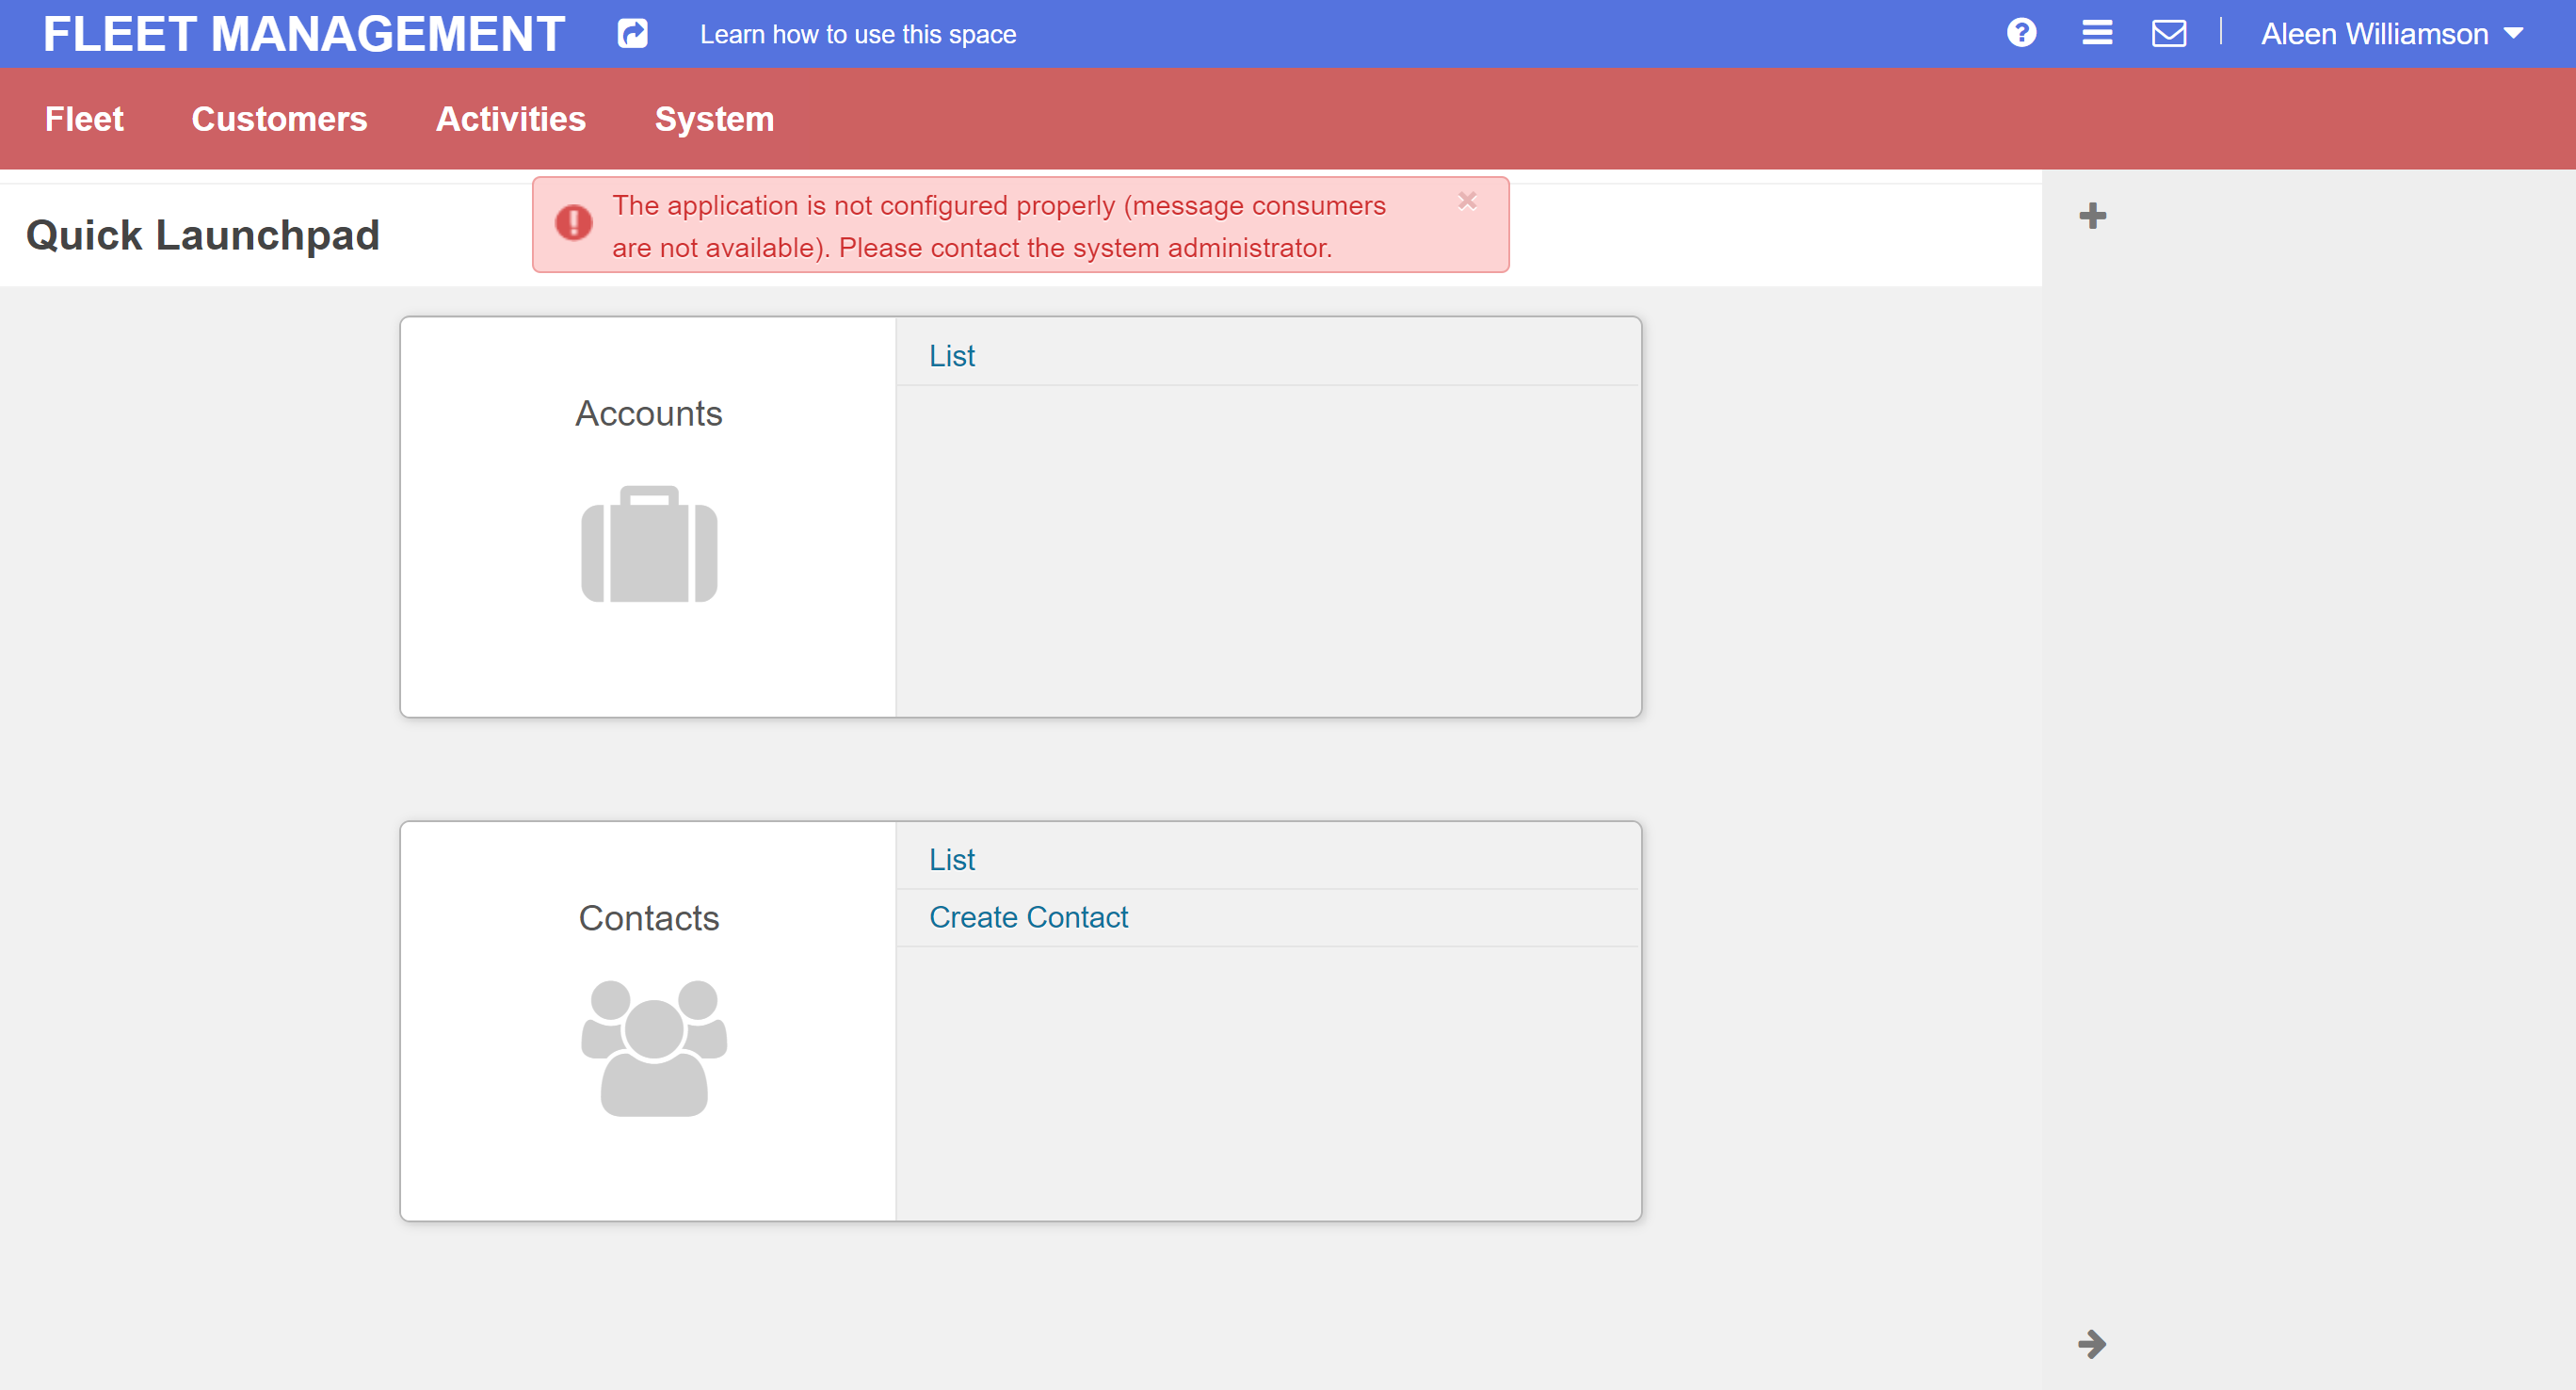 FLEET MANAGEMENT
Learn how to use this space
Aleen Williamson
Fleet
Customers
Activities
System
Quick Launchpad
The application is not configured properly (message consumers
are not available). Please contact the system administrator.
Accounts
List
Contacts
List
Create Contact